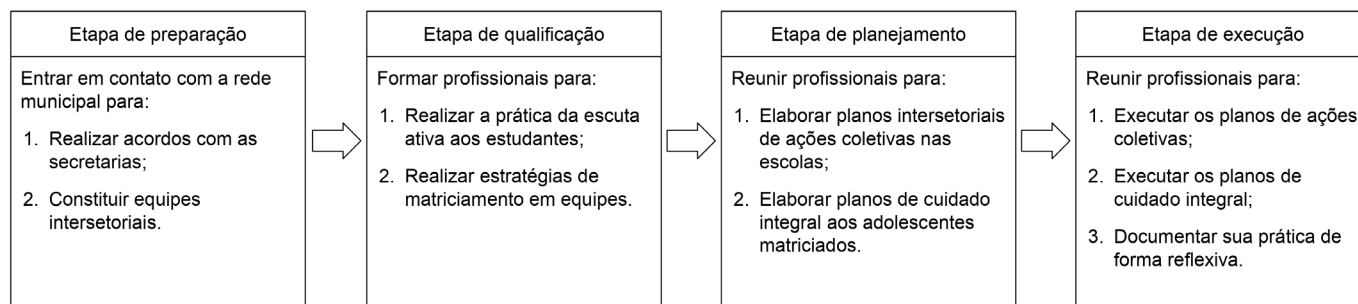 Etapa de preparação
Entrar em contato com a rede
municipal para:
1. Realizar acordos com as
secretarias;
2. Constituir equipes
intersetoriais.
Etapa de qualificação
Formar profissionais para:
1. Realizar a prática da escuta
ativa aos estudantes;
2. Realizar estratégias de
matriciamento em equipes.
Etapa de planejamento
Reunir profissionais para:
1. Elaborar planos intersetoriais
de ações coletivas nas
escolas;
2. Elaborar planos de cuidado
integral aos adolescentes
matriciados.
Etapa de execução
Reunir profissionais para:
1. Executar os planos de ações
coletivas;
2. Executar os planos de
cuidado integral;
3. Documentar sua prática de
forma reflexiva.